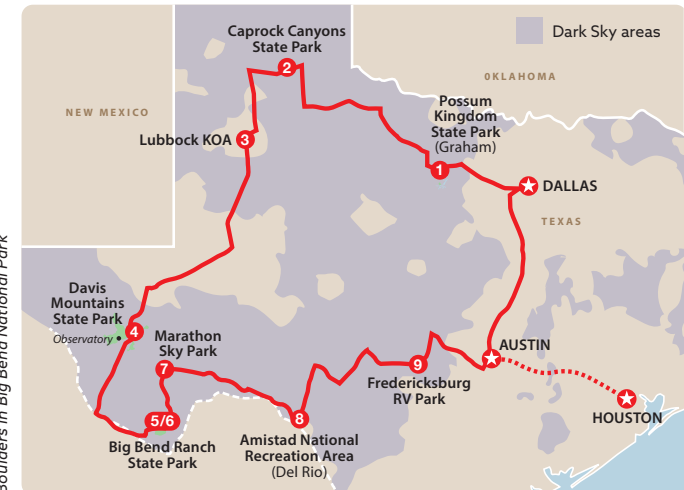 Caprock Canyons
State Park
2
Dark Sky areas
OKLAHOMA
NEW MEXICO
Possum
Kingdom
State Park
(Graham)
Lubbock KOA
3
1
DALLAS
TEXAS
Davis
Mountains
State Park
Observatory
4
Marathon
Sky Park
7
AUSTIN
9
Fredericksburg
RV Park
HOUSTON
5/6
Big Bend Ranch
State Park
8
Amistad National
Recreation Area
(Del Rio)
Boulders in Big Bend National Park